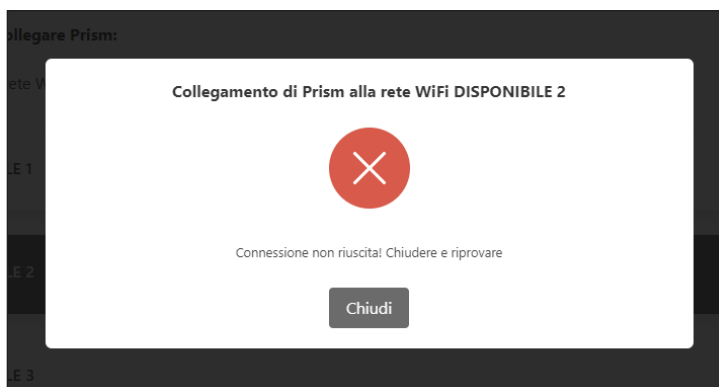 ollegare Prism:
ete W
Collegamento di Prism alla rete WiFi DISPONIBILE 2
LE 1
Connessione non riuscita! Chiudere e riprovare
LE 2
Chiudi
LE 3